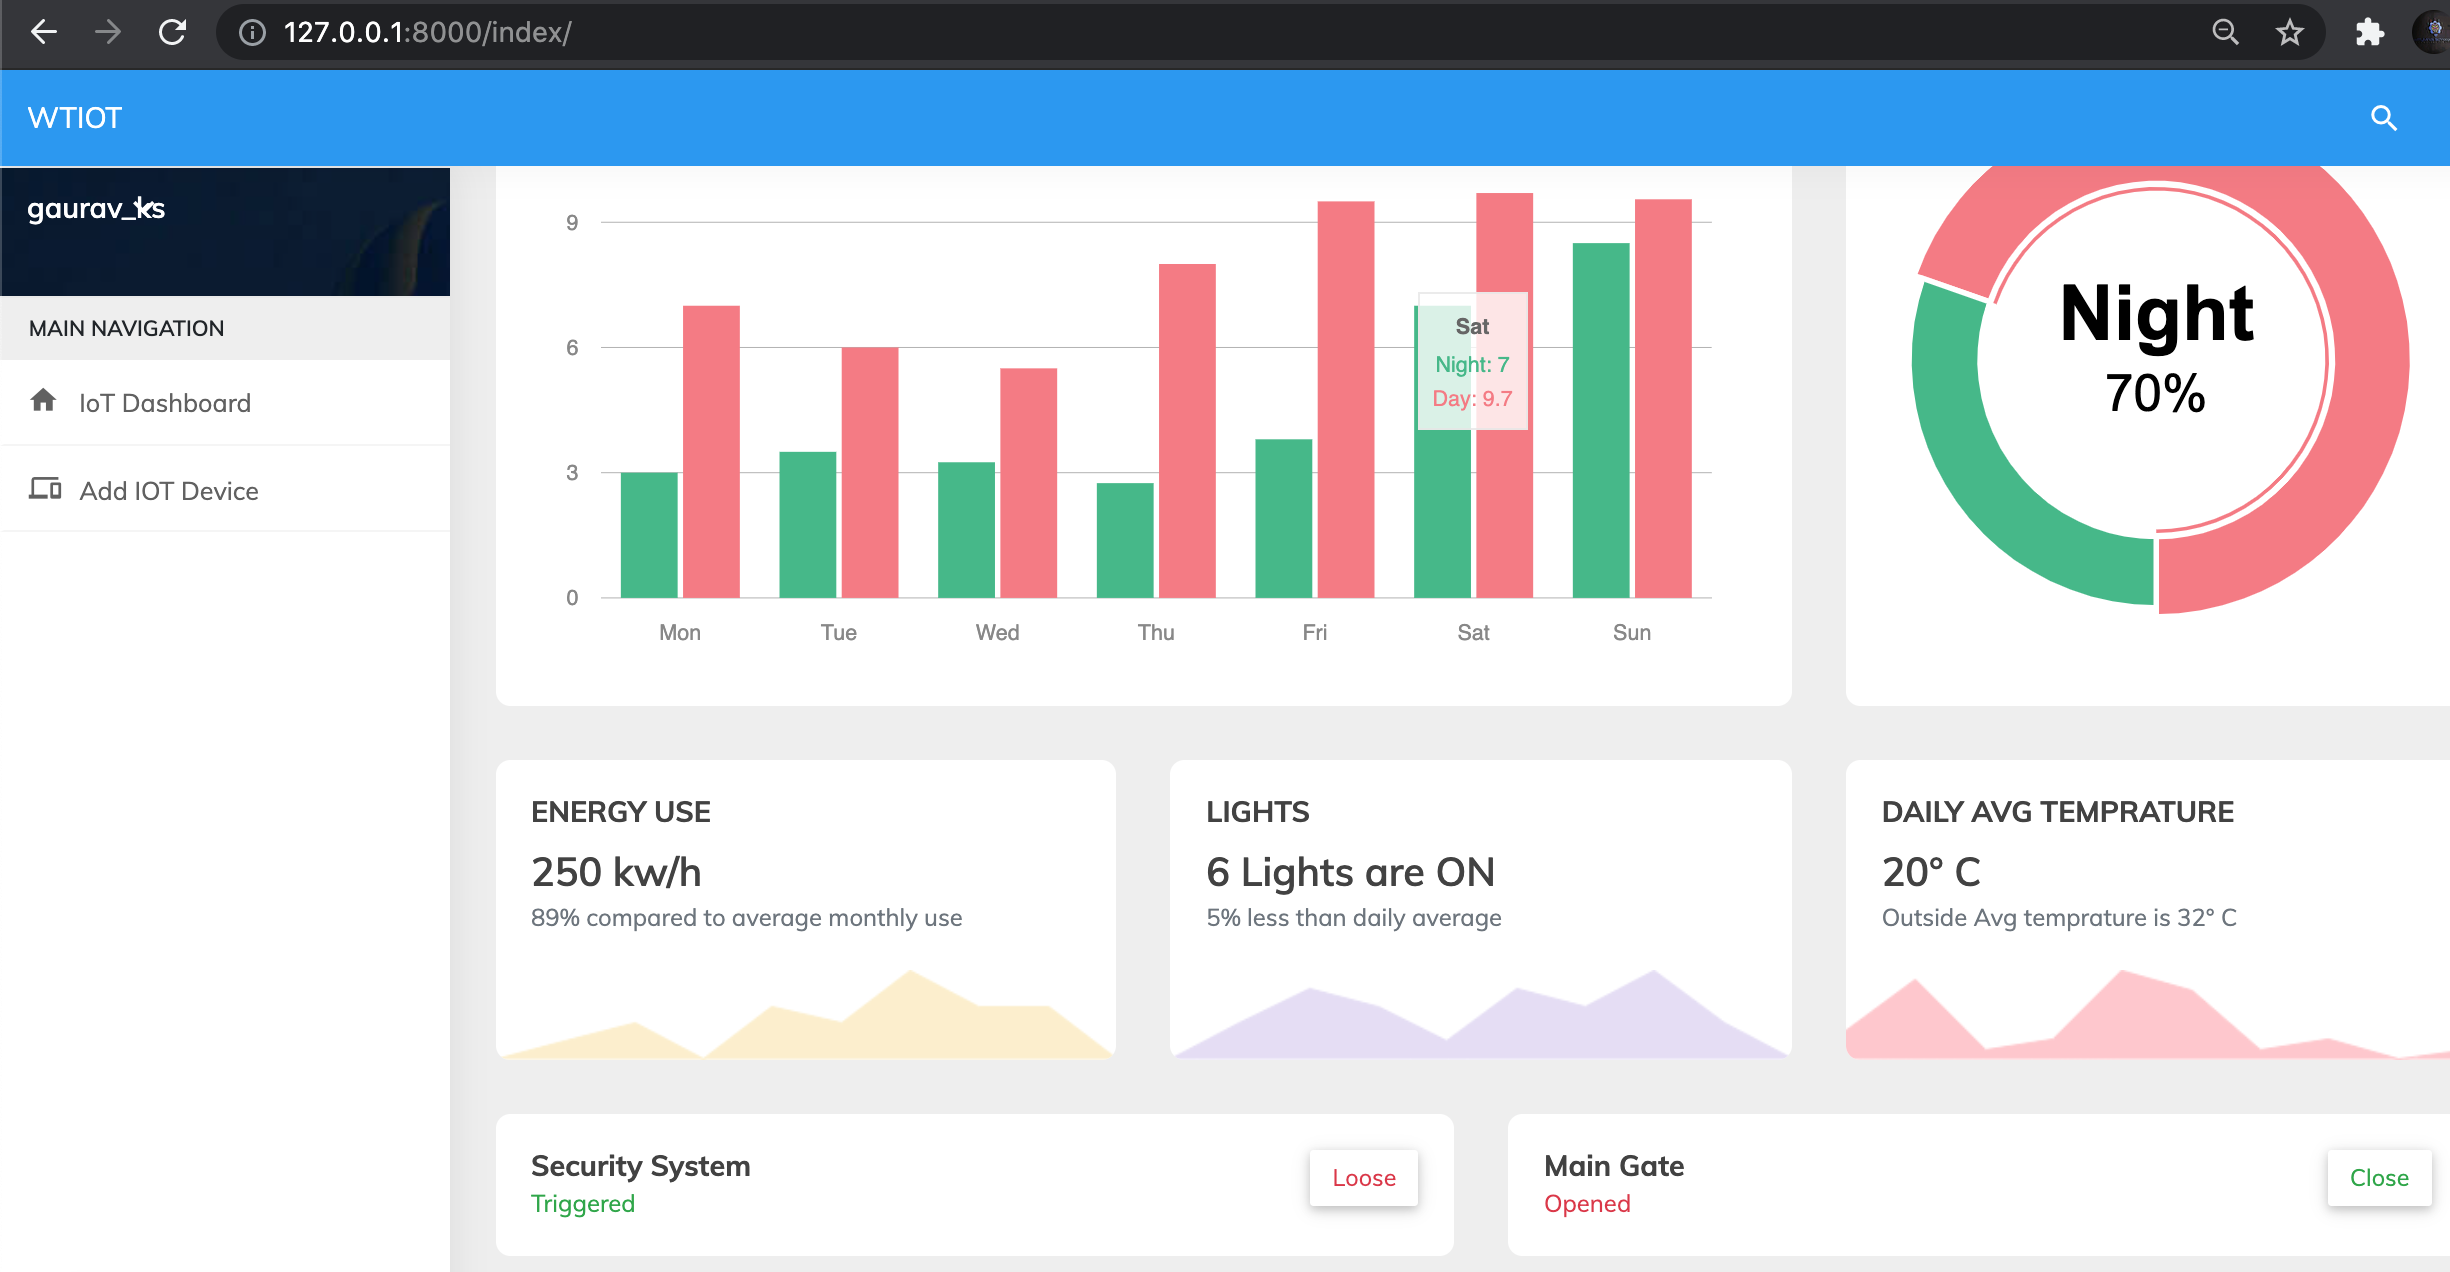 127.0.0.1:8000/index/
WTIOT
gaurav_ks
MAIN NAVIGATION
IoT Dashboard
Add IOT Device
9
6
3
0
Mon Tue Wed Thu Fri Sat Sun
Sat
Night: 7
Day: 9.7
Night
70%
ENERGY USE
250 kw/h
89% compared to average monthly use
LIGHTS
6 Lights are ON
5% less than daily average
DAILY AVG TEMPRATURE
20° C
Outside Avg temprature is 32° C
Security System
Triggered
Loose
Main Gate
Opened
Close